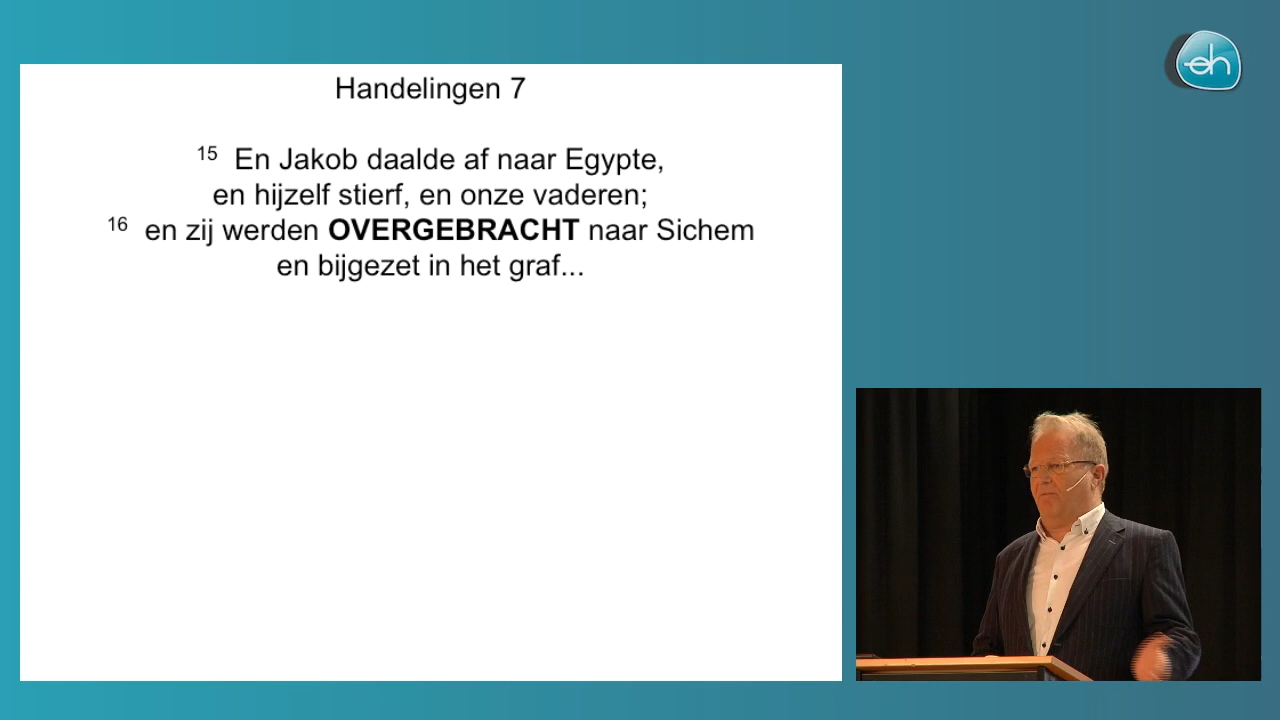 Handelingen 7
15 En Jakob daalde af naar Egypte,
en hijzelf stierf, en onze vaderen;
16 en zij werden OVERGEBRACHT naar Sichem
en bijgezet in het graf...
eh